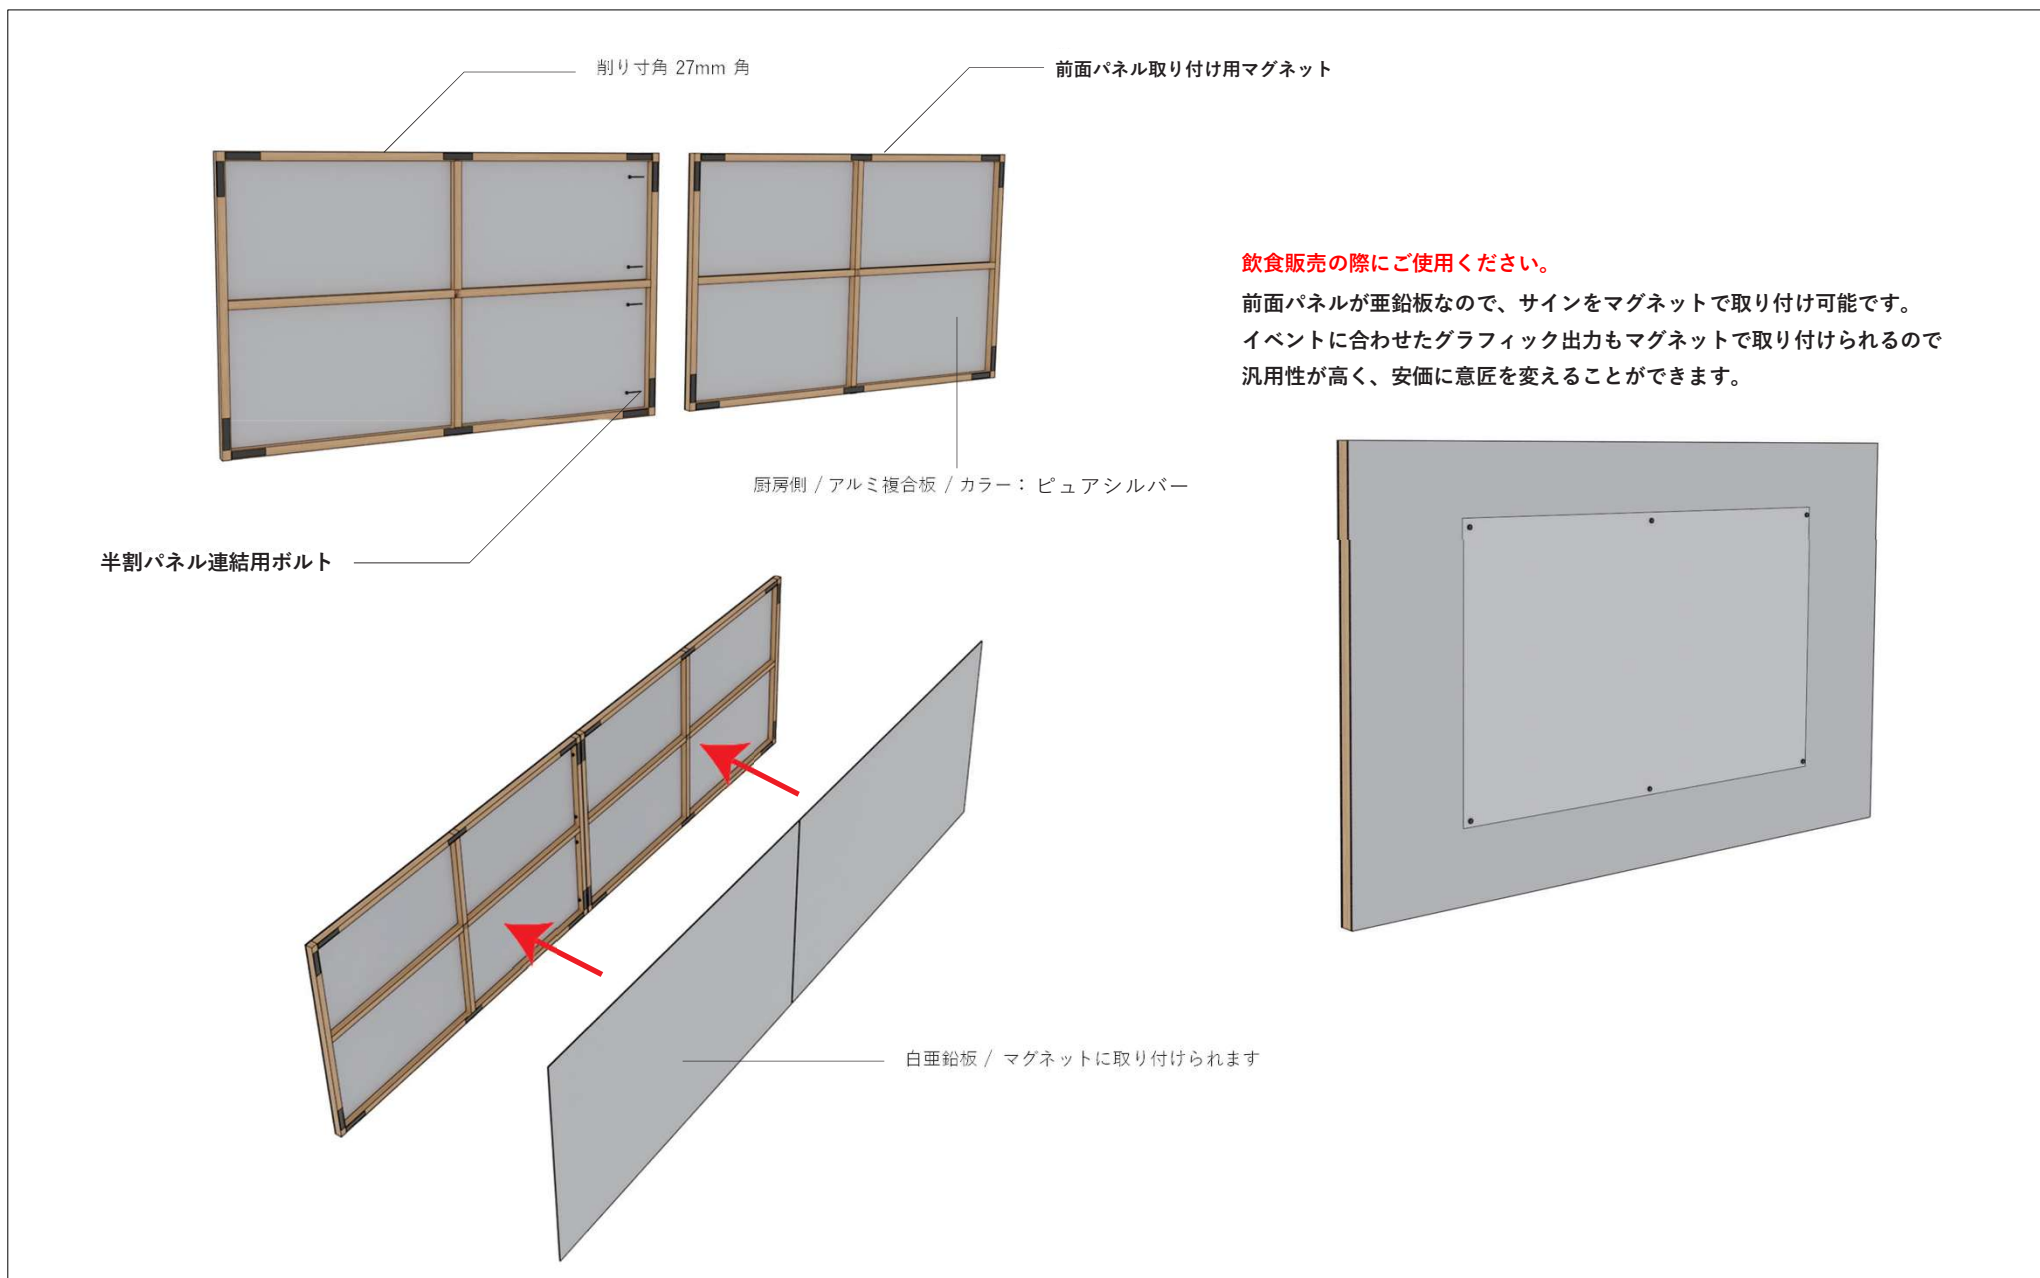 削り寸角 27mm 角
前面パネル取り付け用マグネット
飲食販売の際にご使用ください。
前面パネルが亜鉛板なので、サインをマグネットで取り付け可能です。
イベントに合わせたグラフィック出力もマグネットで取り付けられるので
汎用性が高く、安価に意匠を変えることができます。
厨房側 / アルミ複合板 / カラー： ピュアシルバー
半割パネル連結用ボルト
白亜鉛板 / マグネットに取り付けられます